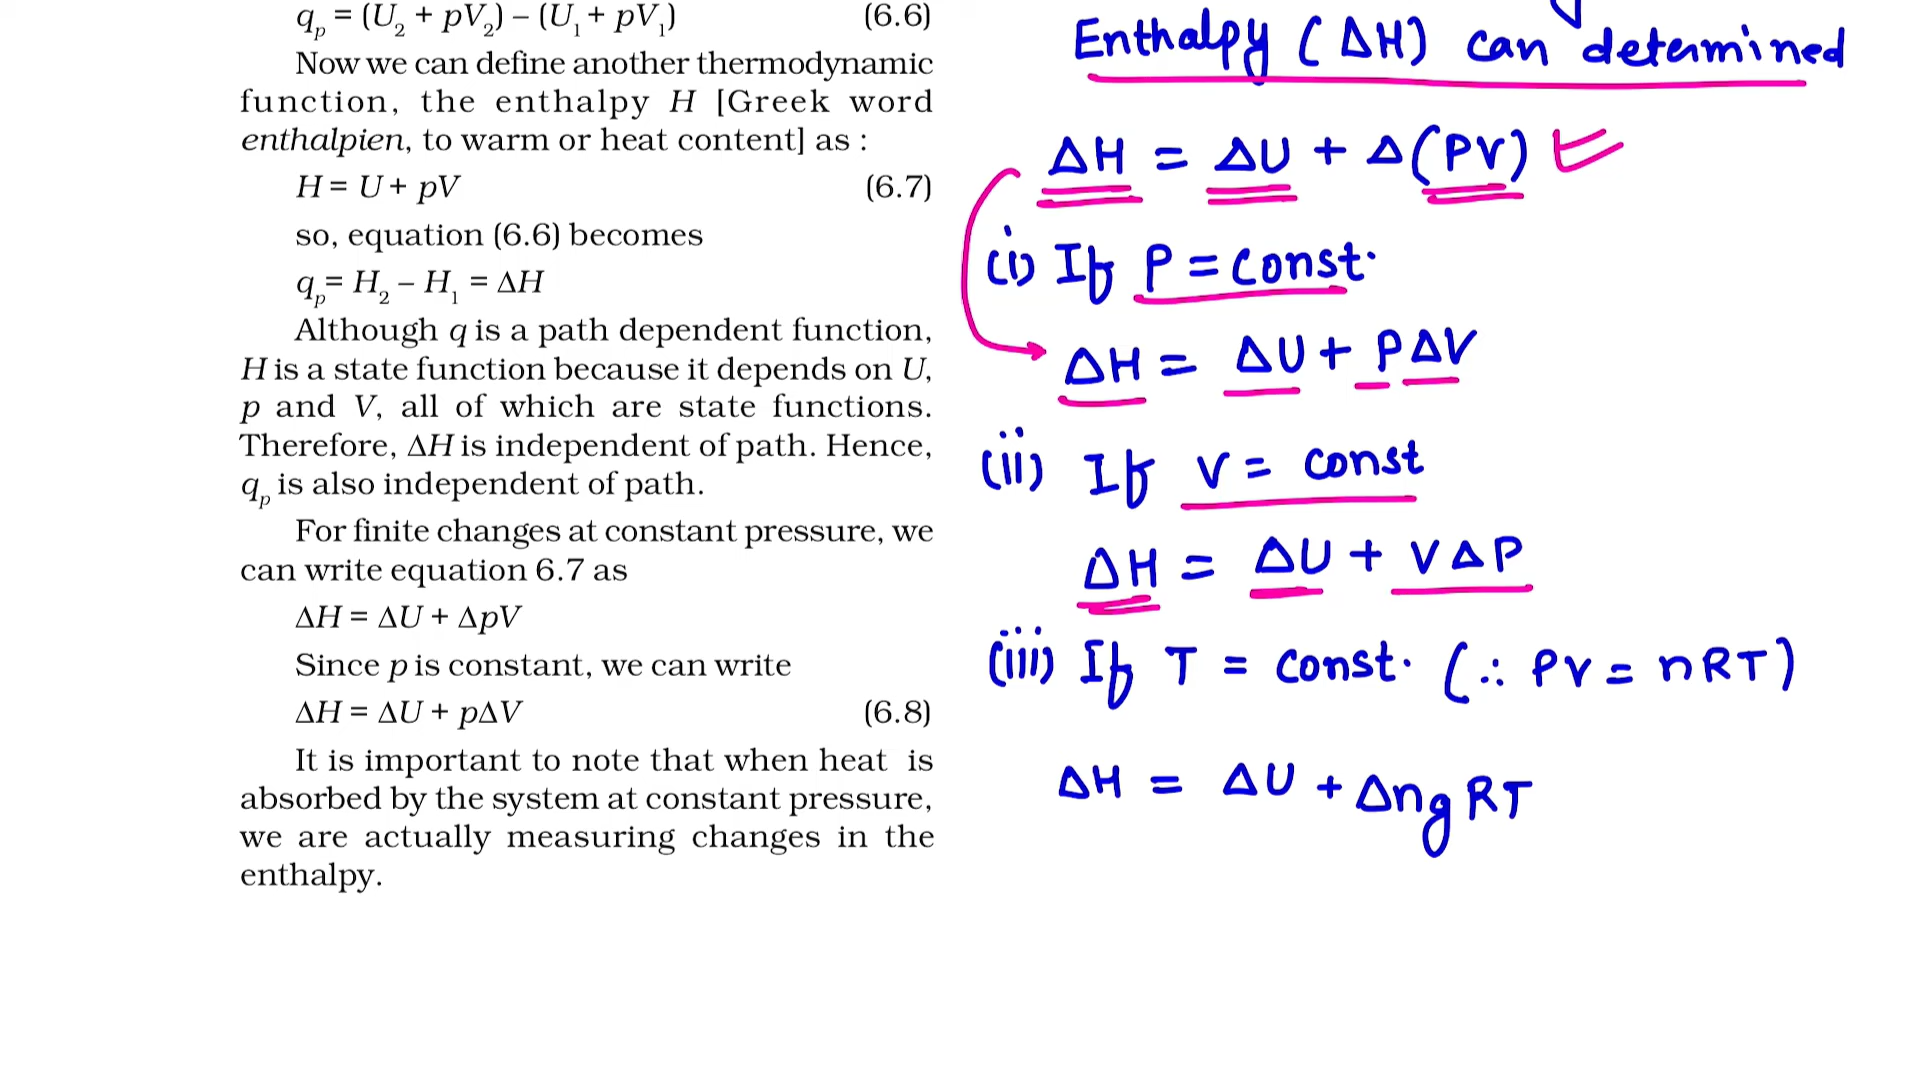 q_p = (U_2 + pV_2) – (U_1 + pV_1) (6.6)
Now we can define another thermodynamic
function, the enthalpy H [Greek word
enthalpien, to warm or heat content] as :
H = U + pV (6.7)
so, equation (6.6) becomes
q_p = H_2 – H_1 = ΔH
Although q is a path dependent function,
H is a state function because it depends on U,
p and V, all of which are state functions.
Therefore, ΔH is independent of path. Hence,
q_p is also independent of path.
For finite changes at constant pressure, we
can write equation 6.7 as
ΔH = ΔU + ΔpV
Since p is constant, we can write
ΔH = ΔU + pΔV (6.8)
It is important to note that when heat is
absorbed by the system at constant pressure,
we are actually measuring changes in the
enthalpy.
Enthalpy (ΔH) can determined
ΔH = ΔU + Δ(PV)
(i) If P = const.
ΔH = ΔU + PΔV
(ii) If V = const
ΔH = ΔU + VΔP
(iii) If T = const. (∴ PV = nRT)
ΔH = ΔU + Δng RT